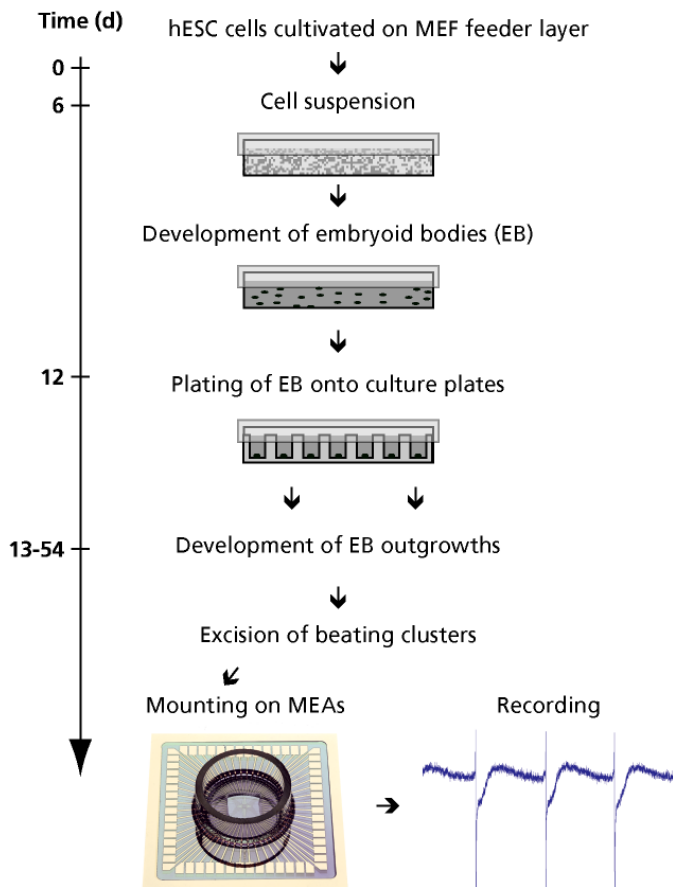 Time (d)
hESC cells cultivated on MEF feeder layer
0
6
Cell suspension
Development of embryoid bodies (EB)
12
Plating of EB onto culture plates
13-54
Development of EB outgrowths
Excision of beating clusters
Mounting on MEAs
Recording